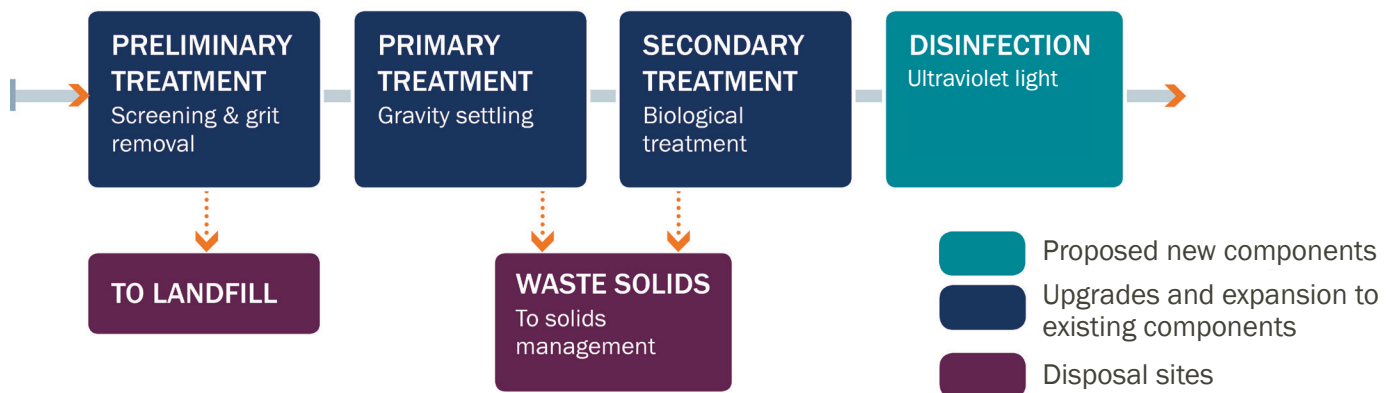 PRELIMINARY
TREATMENT
Screening & grit
removal
PRIMARY
TREATMENT
Gravity settling
SECONDARY
TREATMENT
Biological
treatment
DISINFECTION
Ultraviolet light
TO LANDFILL
WASTE SOLIDS
To solids
management
Proposed new components
Upgrades and expansion to
existing components
Disposal sites